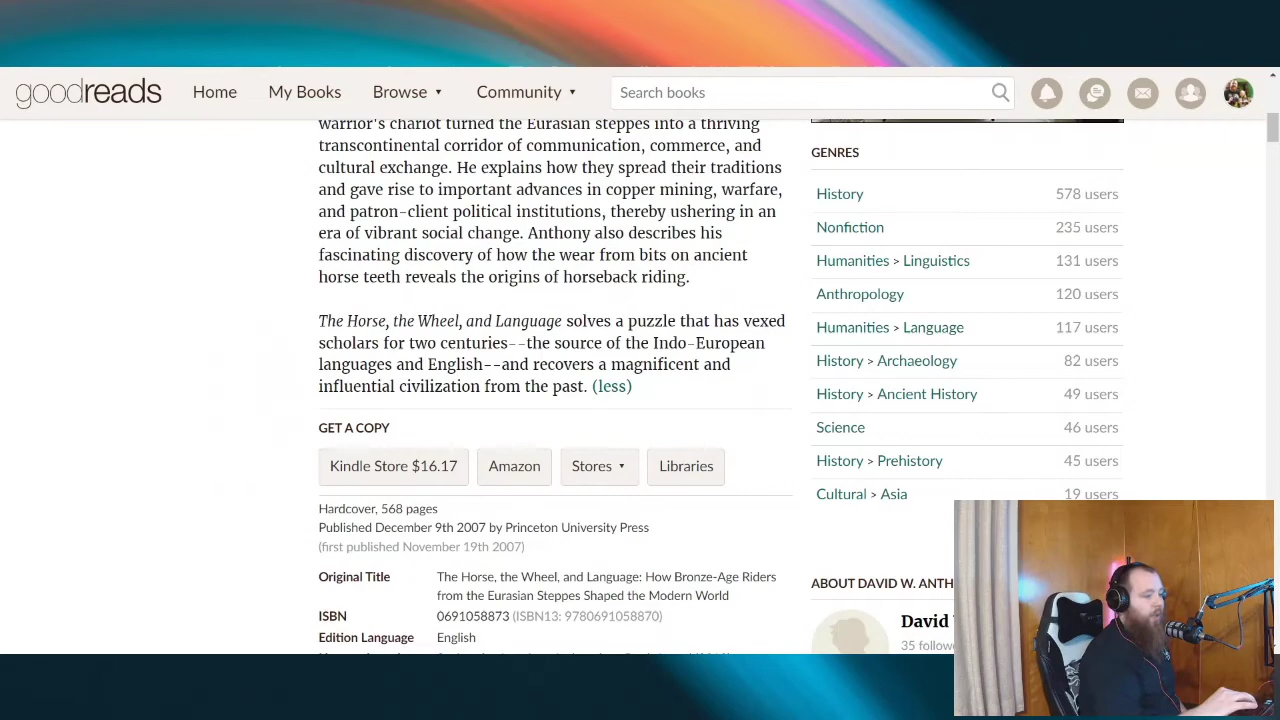 goodreads
Home
My Books
Browse ▾
Community ▾
Search books
warrior's chariot turned the Eurasian steppes into a thriving
transcontinental corridor of communication, commerce, and
cultural exchange. He explains how they spread their traditions
and gave rise to important advances in copper mining, warfare,
and patron-client political institutions, thereby ushering in an
era of vibrant social change. Anthony also describes his
fascinating discovery of how the wear from bits on ancient
horse teeth reveals the origins of horseback riding.
The Horse, the Wheel, and Language solves a puzzle that has vexed
scholars for two centuries--the source of the Indo-European
languages and English--and recovers a magnificent and
influential civilization from the past. (less)
GET A COPY
Kindle Store $16.17
Amazon
Stores ▾
Libraries
Hardcover, 568 pages
Published December 9th 2007 by Princeton University Press
(first published November 19th 2007)
Original Title The Horse, the Wheel, and Language: How Bronze-Age Riders
from the Eurasian Steppes Shaped the Modern World
ISBN 0691058873 (ISBN13: 9780691058870)
Edition Language English
GENRES
History 578 users
Nonfiction 235 users
Humanities > Linguistics 131 users
Anthropology 120 users
Humanities > Language 117 users
History > Archaeology 82 users
History > Ancient History 49 users
Science 46 users
History > Prehistory 45 users
Cultural > Asia 19 users
ABOUT DAVID W. ANTH
David
35 followe